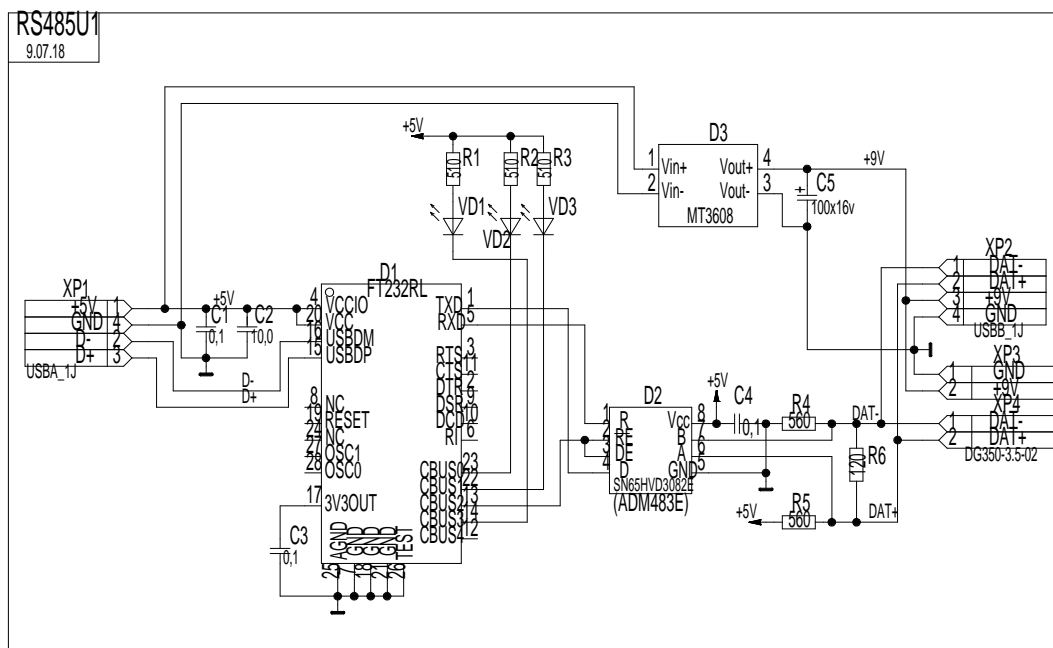 RS485U1
9.07.18
+5V
R1
510
R2
510
R3
510
VD1
VD2
VD3
D3
1 Vin+ Vout+ 4
2 Vin- Vout- 3
MT3608
+9V
C5
+
100x16v
XP1
+5V 1
GND 4
D- 2
D+ 3
USBA_1J
+5V
C1
0,1
C2
10,0
D-
D+
D1
FT232RL
4 VCCIO
20 VCC
16 USBDM
15 USBDP
8 NC
19 RESET
24 NC
27 OSC1
28 OSC0
17 3V3OUT
TXD 1
RXD 5
RTS 3
CTS 11
DTR 2
DSR 9
DCD 10
RI 6
CBUS0 23
CBUS1 22
CBUS2 13
CBUS3 14
CBUS4 12
AGND 25
GND 7
GND 18
GND 21
TEST 26
C3
0,1
D2
1 R Vcc 8
2 RE B 7
3 DE A 6
4 D GND 5
SN65HVD3082E
(ADM483E)
+5V
C4
0,1
R4
560
DAT-
R6
120
+5V
R5
560
DAT+
XP2
1 DAT-
2 DAT+
3 +9V
4 GND
USBB_1J
XP3
1 GND
2 +9V
XP4
1 DAT-
2 DAT+
DG350-3.5-02